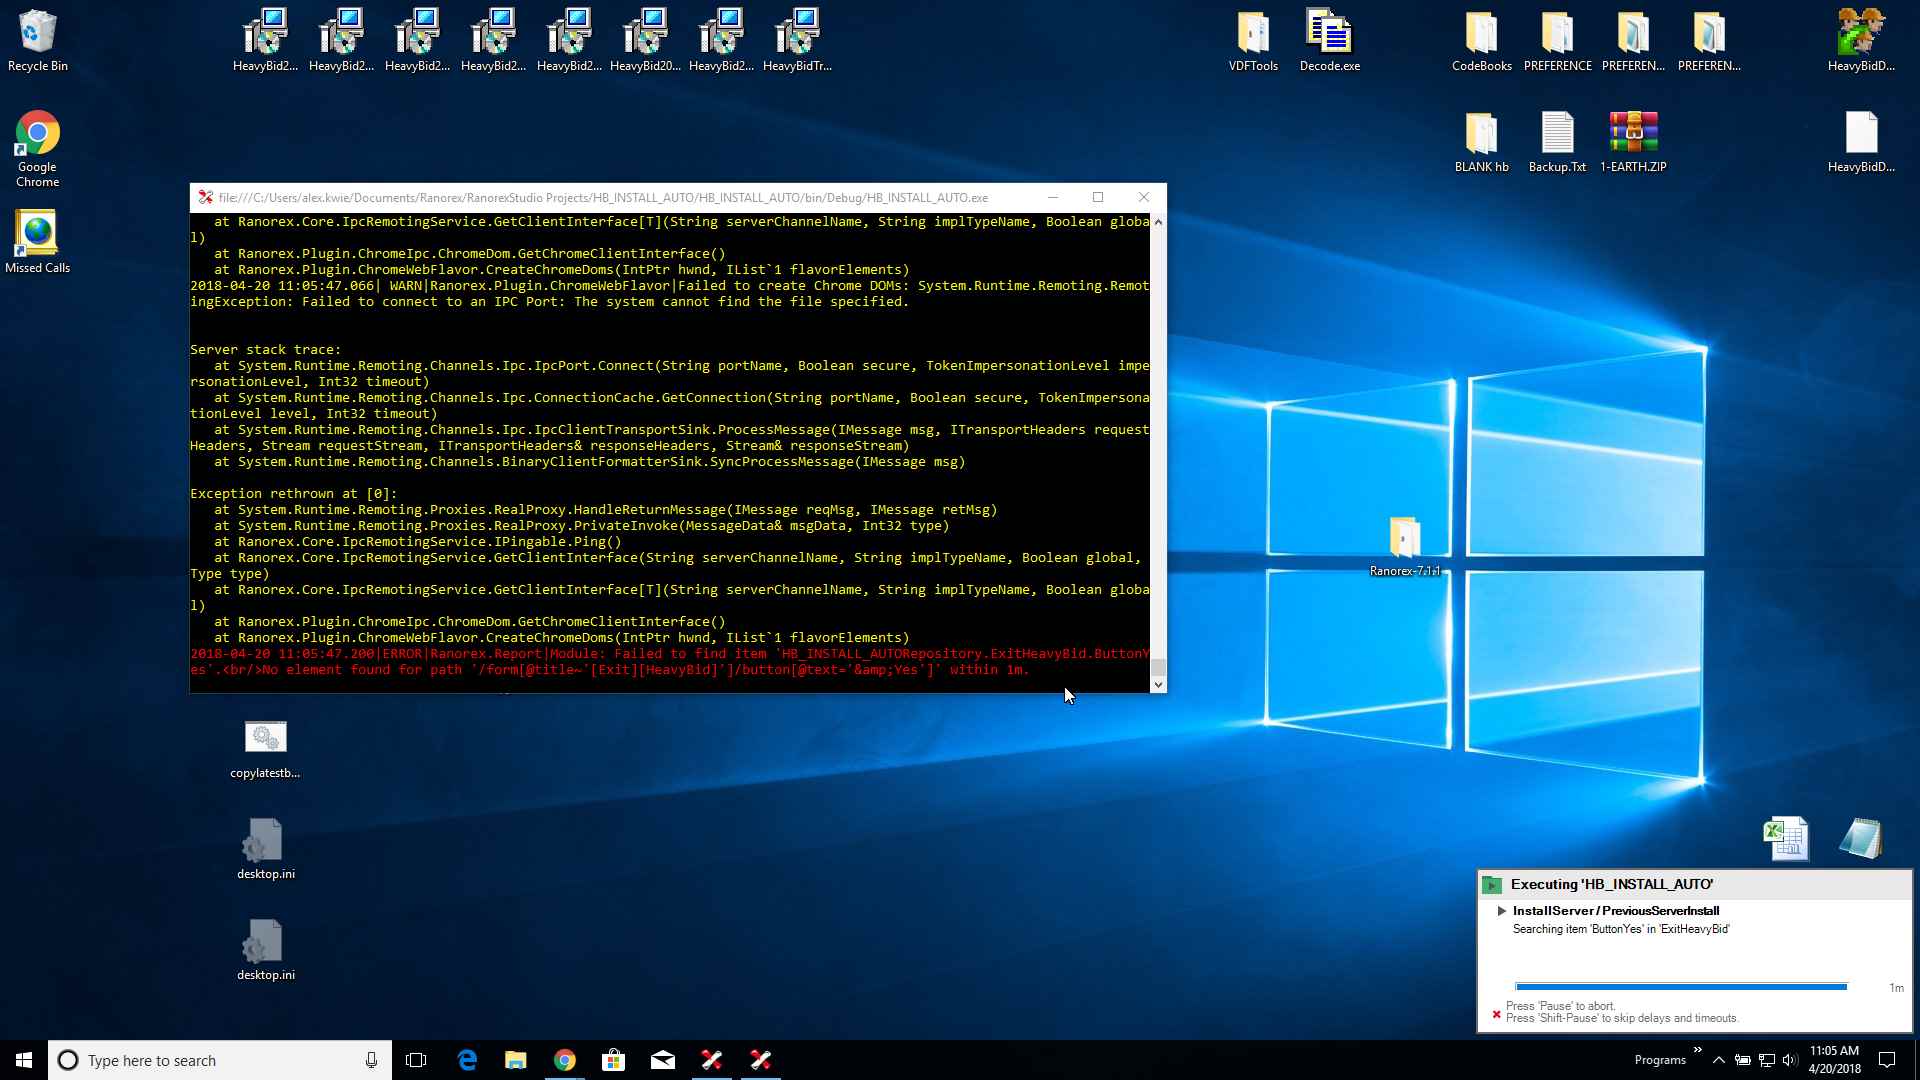 Recycle Bin
HeavyBid2...
HeavyBid2...
HeavyBid2...
HeavyBid2...
HeavyBid2...
HeavyBid20...
HeavyBid2...
HeavyBidTr...
VDFTools
Decode.exe
CodeBooks
PREFERENCE
PREFEREN...
PREFEREN...
HeavyBidD...
Google
Chrome
BLANK hb
Backup.Txt
1-EARTH.ZIP
HeavyBidD...
Missed Calls
file:///C:/Users/alex.kwie/Documents/Ranorex/RanorexStudio Projects/HB_INSTALL_AUTO/HB_INSTALL_AUTO/bin/Debug/HB_INSTALL_AUTO.exe
at Ranorex.Core.IpcRemotingService.GetClientInterface[T](String serverChannelName, String implTypeName, Boolean globa
l)
at Ranorex.Plugin.ChromeIpc.ChromeDom.GetChromeClientInterface()
at Ranorex.Plugin.ChromeWebFlavor.CreateChromeDoms(IntPtr hwnd, IList`1 flavorElements)
2018-04-20 11:05:47.066| WARN|Ranorex.Plugin.ChromeWebFlavor|Failed to create Chrome DOMs: System.Runtime.Remoting.Remot
ingException: Failed to connect to an IPC Port: The system cannot find the file specified.
Server stack trace:
at System.Runtime.Remoting.Channels.Ipc.IpcPort.Connect(String portName, Boolean secure, TokenImpersonationLevel impe
rsonationLevel, Int32 timeout)
at System.Runtime.Remoting.Channels.Ipc.ConnectionCache.GetConnection(String portName, Boolean secure, TokenImpersona
tionLevel level, Int32 timeout)
at System.Runtime.Remoting.Channels.Ipc.IpcClientTransportSink.ProcessMessage(IMessage msg, ITransportHeaders request
Headers, Stream requestStream, ITransportHeaders& responseHeaders, Stream& responseStream)
at System.Runtime.Remoting.Channels.BinaryClientFormatterSink.SyncProcessMessage(IMessage msg)
Exception rethrown at [0]:
at System.Runtime.Remoting.Proxies.RealProxy.HandleReturnMessage(IMessage reqMsg, IMessage retMsg)
at System.Runtime.Remoting.Proxies.RealProxy.PrivateInvoke(MessageData& msgData, Int32 type)
at Ranorex.Core.IpcRemotingService.IPingable.Ping()
at Ranorex.Core.IpcRemotingService.GetClientInterface(String serverChannelName, String implTypeName, Boolean global,
Type type)
at Ranorex.Core.IpcRemotingService.GetClientInterface[T](String serverChannelName, String implTypeName, Boolean globa
l)
at Ranorex.Plugin.ChromeIpc.ChromeDom.GetChromeClientInterface()
at Ranorex.Plugin.ChromeWebFlavor.CreateChromeDoms(IntPtr hwnd, IList`1 flavorElements)
2018-04-20 11:05:47.200|ERROR|Ranorex.Report|Module: Failed to find item 'HB_INSTALL_AUTORepository.ExitHeavyBid.ButtonY
es'.<br/>No element found for path '/form[@title~'[Exit][HeavyBid]']/button[@text='&amp;Yes']' within 1m.
Ranorex-7.1.1
copylatestb...
desktop.ini
desktop.ini
Executing 'HB_INSTALL_AUTO'
InstallServer / PreviousServerInstall
Searching item 'ButtonYes' in 'ExitHeavyBid'
1m
Press 'Pause' to abort.
Press 'Shift-Pause' to skip delays and timeouts.
Type here to search
Programs
11:05 AM
4/20/2018